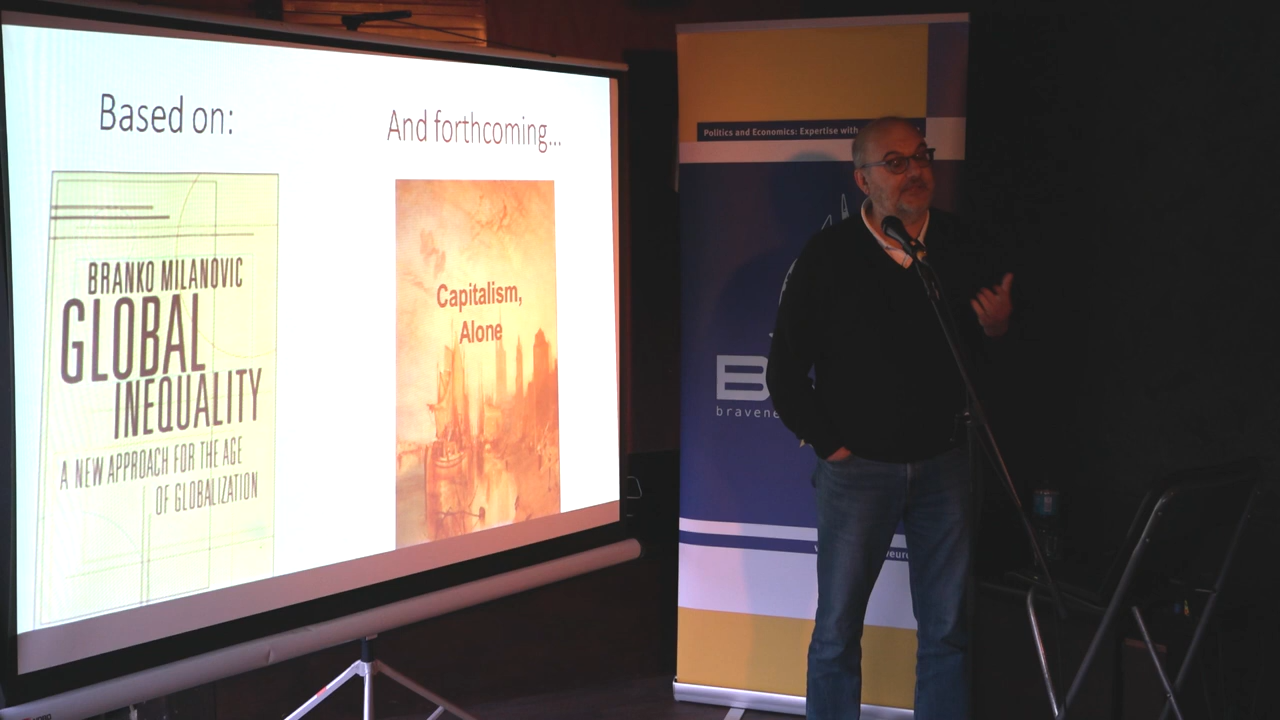 Based on:
BRANKO MILANOVIC
GLOBAL
INEQUALITY
A NEW APPROACH FOR THE AGE
OF GLOBALIZATION
And forthcoming...
Capitalism,
Alone
Politics and Economics: Expertise with